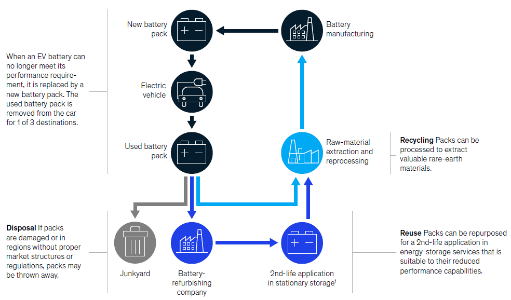 New battery
pack
Battery
manufacturing
When an EV battery can
no longer meet its
performance require-
ment, it is replaced by a
new battery pack. The
used battery pack is
removed from the car
for 1 of 3 destinations.
Electric
vehicle
Used battery
pack
Raw-material
extraction and
reprocessing
Recycling Packs can be
processed to extract
valuable rare-earth
materials.
Disposal If packs
are damaged or in
regions without proper
market structures or
regulations, packs may
be thrown away.
Junkyard
Battery-
refurbishing
company
2nd-life application
in stationary storage¹
Reuse Packs can be repurposed
for a 2nd-life application in
energy-storage services that is
suitable to their reduced
performance capabilities.